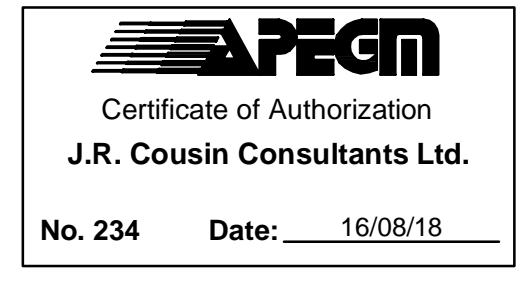 APEGM
Certificate of Authorization
J.R. Cousin Consultants Ltd.
No. 234 Date: 16/08/18